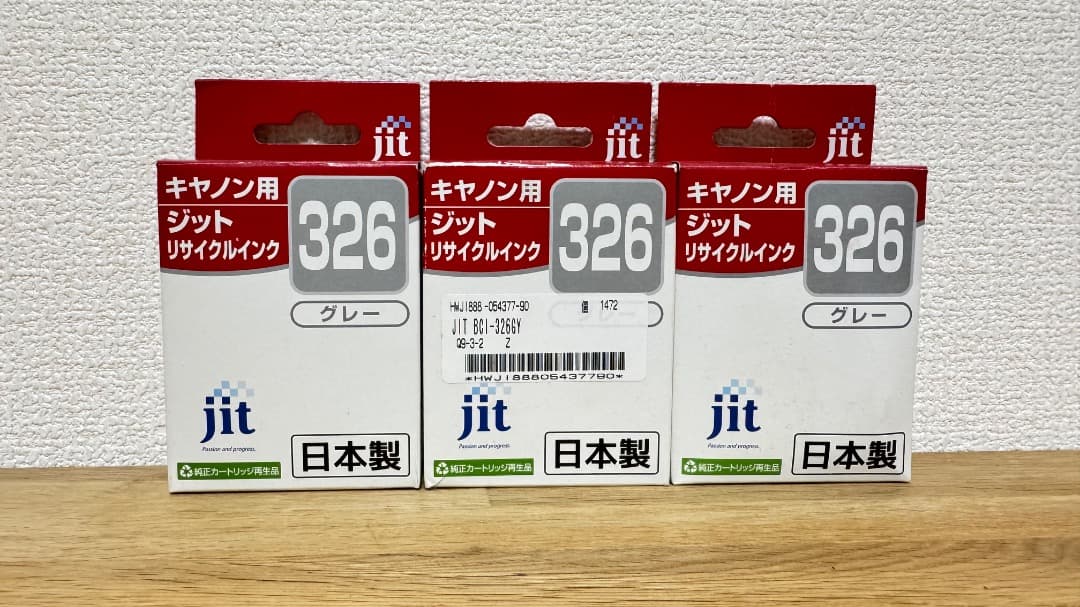 jit
キヤノン用
ジット
リサイクルインク
326
グレー
jit
Passion and progress.
純正カートリッジ再生品
日本製
jit
キヤノン用
ジット
リサイクルインク
326
レー
HWJ1888-054377-90 個 1472
JIT BCI-326GY
Q9-3-2 Z
*HWJ188805437790*
jit
Passion and progress.
純正カートリッジ再生品
日本製
jit
キヤノン用
ジット
リサイクルインク
326
グレー
jit
Passion and progress.
純正カートリッジ再生品
日本製